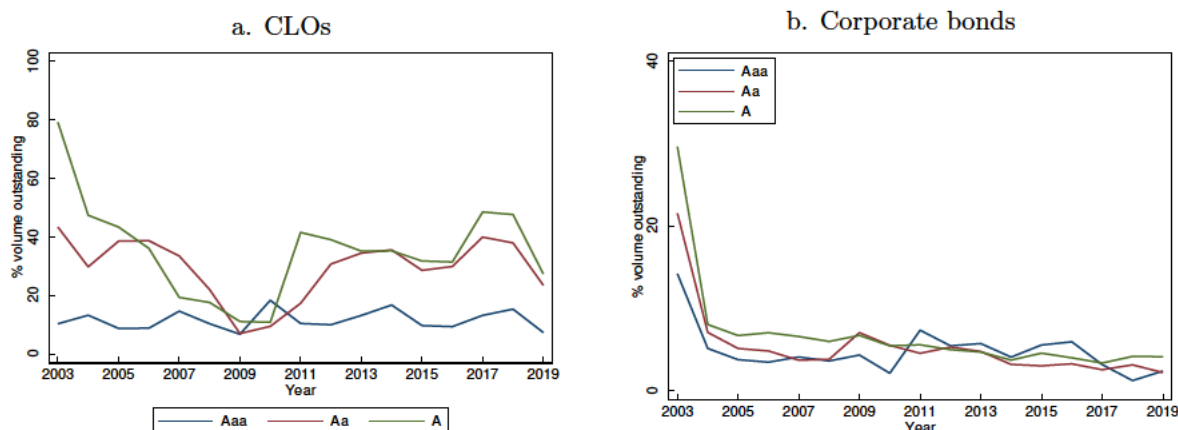 a. CLOs
% volume outstanding
0 20 40 60 80 100
2003 2005 2007 2009 2011 2013 2015 2017 2019
Year
Aaa Aa A
b. Corporate bonds
Aaa
Aa
A
% volume outstanding
0 20 40
2003 2005 2007 2009 2011 2013 2015 2017 2019
Year